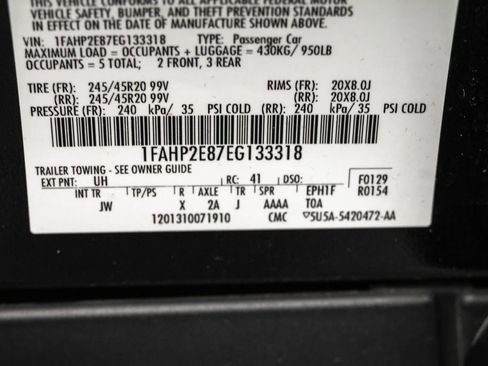 THIS VEHICLE CONFORMS TO ALL APPLICABLE FEDERAL MOTOR
VEHICLE SAFETY, BUMPER, AND THEFT PREVENTION STANDARDS
IN EFFECT ON THE DATE OF MANUFACTURE SHOWN ABOVE.
VIN: 1FAHP2E87EG133318 TYPE: Passenger Car
MAXIMUM LOAD = OCCUPANTS + LUGGAGE = 430KG/ 950LB
OCCUPANTS = 5 TOTAL; 2 FRONT, 3 REAR
TIRE (FR): 245/45R20 99V RIMS (FR): 20X8.0J
(RR): 245/45R20 99V (RR): 20X8.0J
PRESSURE (FR): 240 kPa/ 35 PSI COLD (RR): 240 kPa/ 35 PSI COLD
1FAHP2E87EG133318
TRAILER TOWING - SEE OWNER GUIDE
EXT PNT: UH RC: 41 DSO: F0129
INT TR TP/PS R AXLE TR SPR EPH1F R0154
JW X 2A J AAAA TOA
1201310071910 CMC 5U5A-5420472-AA